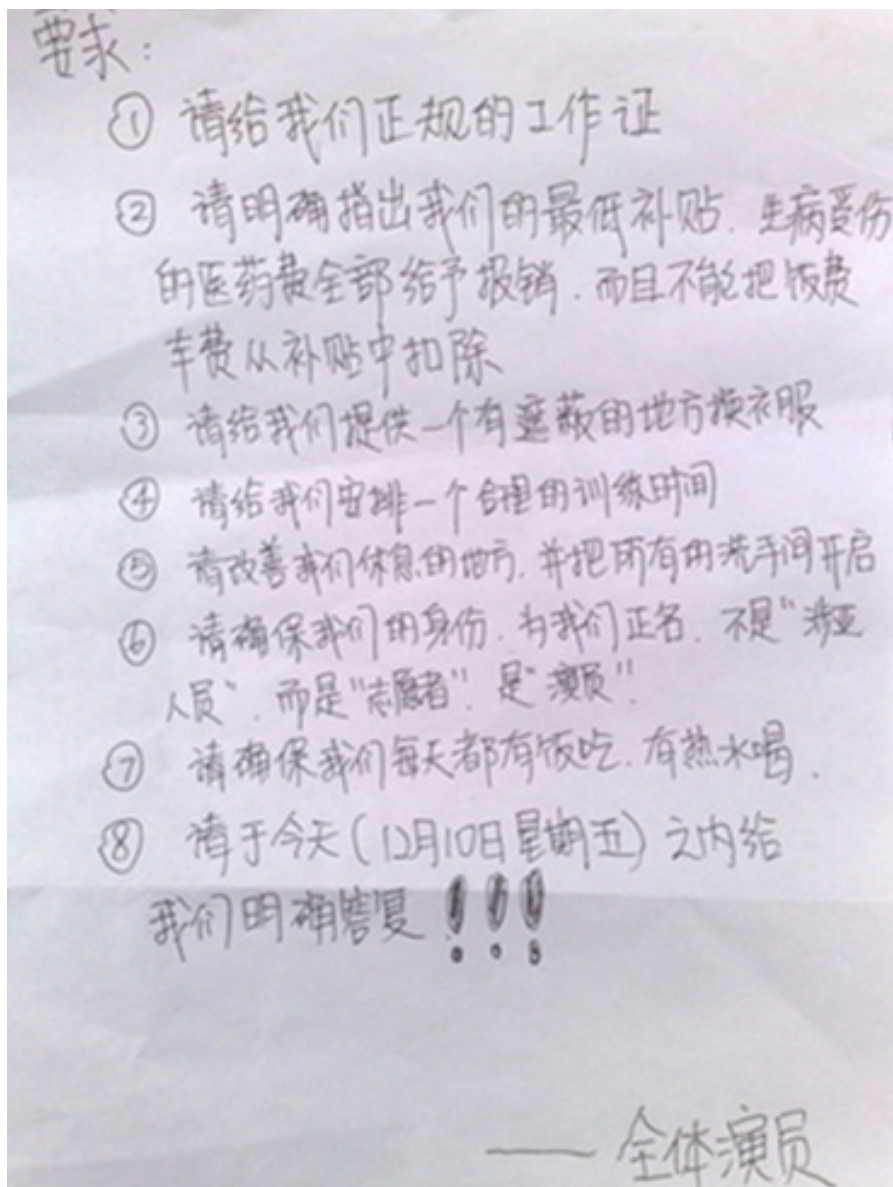 要求：
① 请给我们正规的工作证
② 请明确指出我们的最低补贴. 生病受伤
的医药费全部给予报销. 而且不能把饭费
车费从补贴中扣除
③ 请给我们提供一个有遮蔽的地方换衣服
④ 请给我们安排一个合理的训练时间
⑤ 请改善我们休息的地方. 并把所有的洗手间开启
⑥ 请确保我们的身份. 为我们正名. 不是“涉亚
人员”. 而是“志愿者”. 是“演员”.
⑦ 请确保我们每天都有饭吃. 有热水喝.
⑧ 请于今天(12月10日星期五)之内给
我们明确答复!!!
—— 全体演员